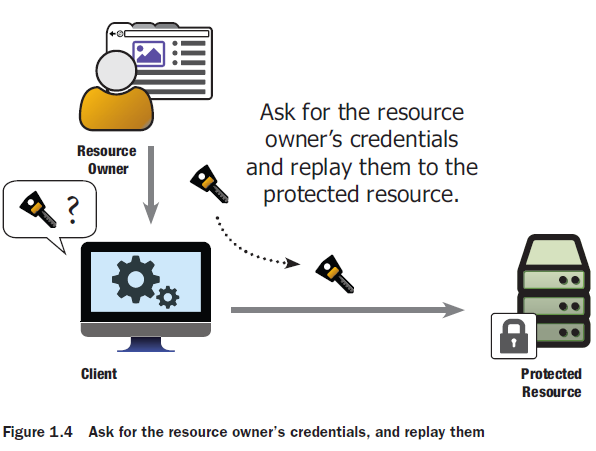 Ask for the resource
owner’s credentials
and replay them to the
protected resource.
Resource
Owner
?
Client
Protected
Resource
Figure 1.4 Ask for the resource owner’s credentials, and replay them